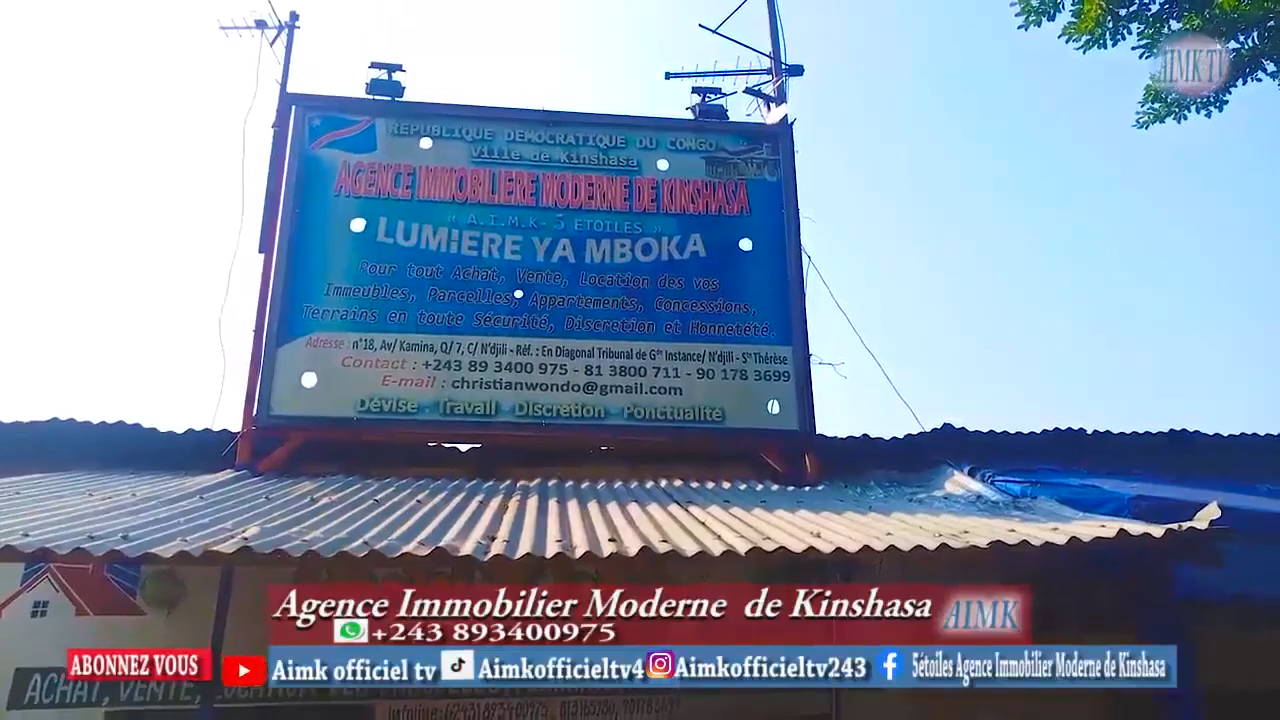 AIMK TV
REPUBLIQUE DEMOCRATIQUE DU CONGO
Ville de Kinshasa
AGENCE IMMOBILIERE MODERNE DE KINSHASA
« A.I.M.K- 5 ETOILES »
LUMIERE YA MBOKA
Pour tout Achat, Vente, Location des vos
Immeubles, Parcelles, Appartements, Concessions,
Terrains en toute Sécurité, Discretion et Honnetété.
Adresse : n°18, Av/ Kamina, Q/ 7, C/ N'djili - Réf. : En Diagonal Tribunal de Gde Instance/ N'djili - Ste Thérèse
Contact : +243 89 3400 975 - 81 3800 711 - 90 178 3699
E-mail : christianwondo@gmail.com
Dévise - Travail - Discretion - Ponctualité
Agence Immobilier Moderne de Kinshasa AIMK
+243 893400975
ABONNEZ VOUS Aimk officiel tv Aimkofficieltv4 Aimkofficieltv243 5étoiles Agence Immobilier Moderne de Kinshasa
ACHAT, VENTE, LOCATION